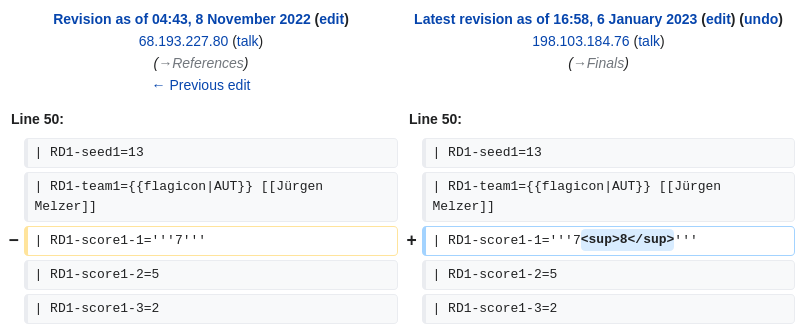 Revision as of 04:43, 8 November 2022 (edit)
68.193.227.80 (talk)
(→References)
← Previous edit
Latest revision as of 16:58, 6 January 2023 (edit) (undo)
198.103.184.76 (talk)
(→Finals)
Line 50:
Line 50:
| RD1-seed1=13
| RD1-seed1=13
| RD1-team1={{flagicon|AUT}} [[Jürgen
Melzer]]
| RD1-team1={{flagicon|AUT}} [[Jürgen
Melzer]]
− | RD1-score1-1='''7'''
+ | RD1-score1-1='''7<sup>8</sup>'''
| RD1-score1-2=5
| RD1-score1-2=5
| RD1-score1-3=2
| RD1-score1-3=2